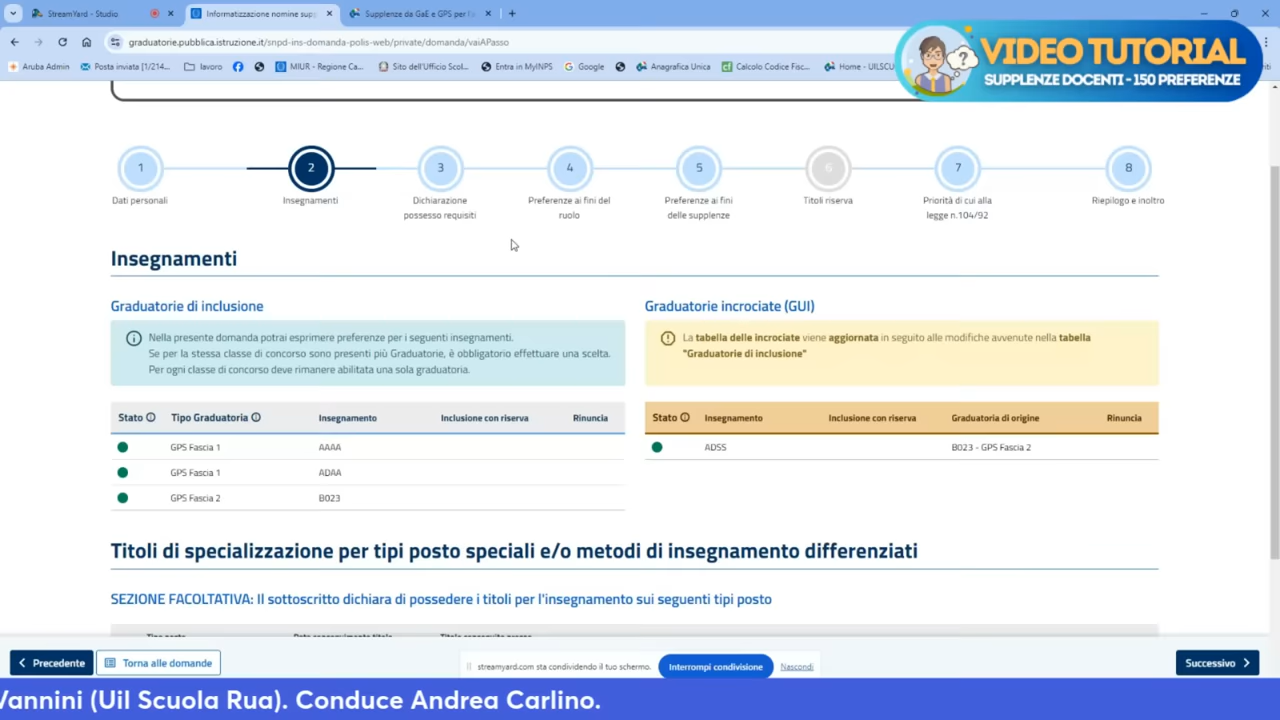 StreamYard - Studio
Informatizzazione nomine supp
Supplenze da GaE e GPS per l'
graduatorie.pubblica.istruzione.it/snpd-ins-domanda-polis-web/private/domanda/vaiAPasso
Aruba Admin
Posta inviata [1/214...
lavoro
MIUR - Regione Ca...
Sito dell'Ufficio Scol...
Entra in MyINPS
Google
Anagrafica Unica
Calcolo Codice Fisc...
Home - UILSCU
VIDEO TUTORIAL
SUPPLENZE DOCENTI - 150 PREFERENZE
1
2
3
4
5
6
7
8
Dati personali
Insegnamenti
Dichiarazione possesso requisiti
Preferenze ai fini del ruolo
Preferenze ai fini delle supplenze
Titoli riserva
Priorità di cui alla legge n.104/92
Riepilogo e inoltro
Insegnamenti
Graduatorie di inclusione
Nella presente domanda potrai esprimere preferenze per i seguenti insegnamenti.
Se per la stessa classe di concorso sono presenti più Graduatorie, è obbligatorio effettuare una scelta.
Per ogni classe di concorso deve rimanere abilitata una sola graduatoria.
Stato Tipo Graduatoria Insegnamento Inclusione con riserva Rinuncia
GPS Fascia 1 AAAA
GPS Fascia 1 ADAA
GPS Fascia 2 B023
Graduatorie incrociate (GUI)
La tabella delle incrociate viene aggiornata in seguito alle modifiche avvenute nella tabella
"Graduatorie di inclusione"
Stato Insegnamento Inclusione con riserva Graduatoria di origine Rinuncia
ADSS B023 - GPS Fascia 2
Titoli di specializzazione per tipi posto speciali e/o metodi di insegnamento differenziati
SEZIONE FACOLTATIVA: Il sottoscritto dichiara di possedere i titoli per l'insegnamento sui seguenti tipi posto
Precedente
Torna alle domande
streamyard.com sta condividendo il tuo schermo.
Interrompi condivisione
Nascondi
Successivo
Vannini (Uil Scuola Rua). Conduce Andrea Carlino.